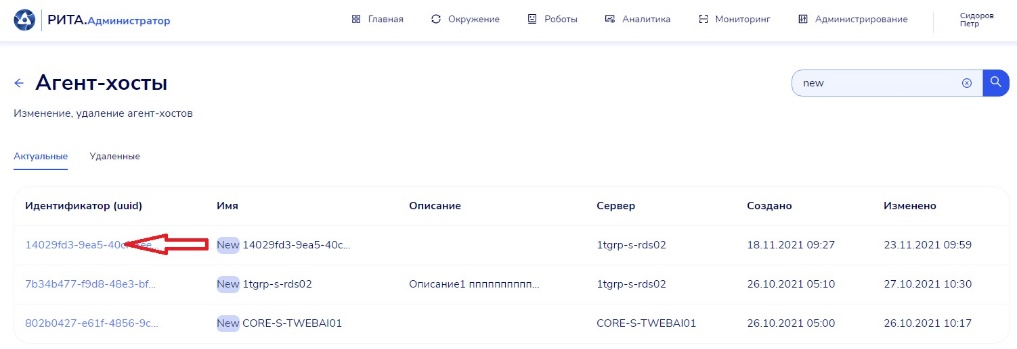 РИТА.Администратор Главная Окружение Роботы Аналитика Мониторинг Администрирование Сидоров Петр
Агент-хосты new
Изменение, удаление агент-хостов
Актуальные Удаленные
Идентификатор (uuid) Имя Описание Сервер Создано Изменено
14029fd3-9ea5-40c New 14029fd3-9ea5-40c... 1tgrp-s-rds02 18.11.2021 09:27 23.11.2021 09:59
7b34b477-f9d8-48e3-bf... New 1tgrp-s-rds02 Описание1 пппппппппп... 1tgrp-s-rds02 26.10.2021 05:10 27.10.2021 10:30
802b0427-e61f-4856-9c... New CORE-S-TWEBAI01 CORE-S-TWEBAI01 26.10.2021 05:00 26.10.2021 10:17